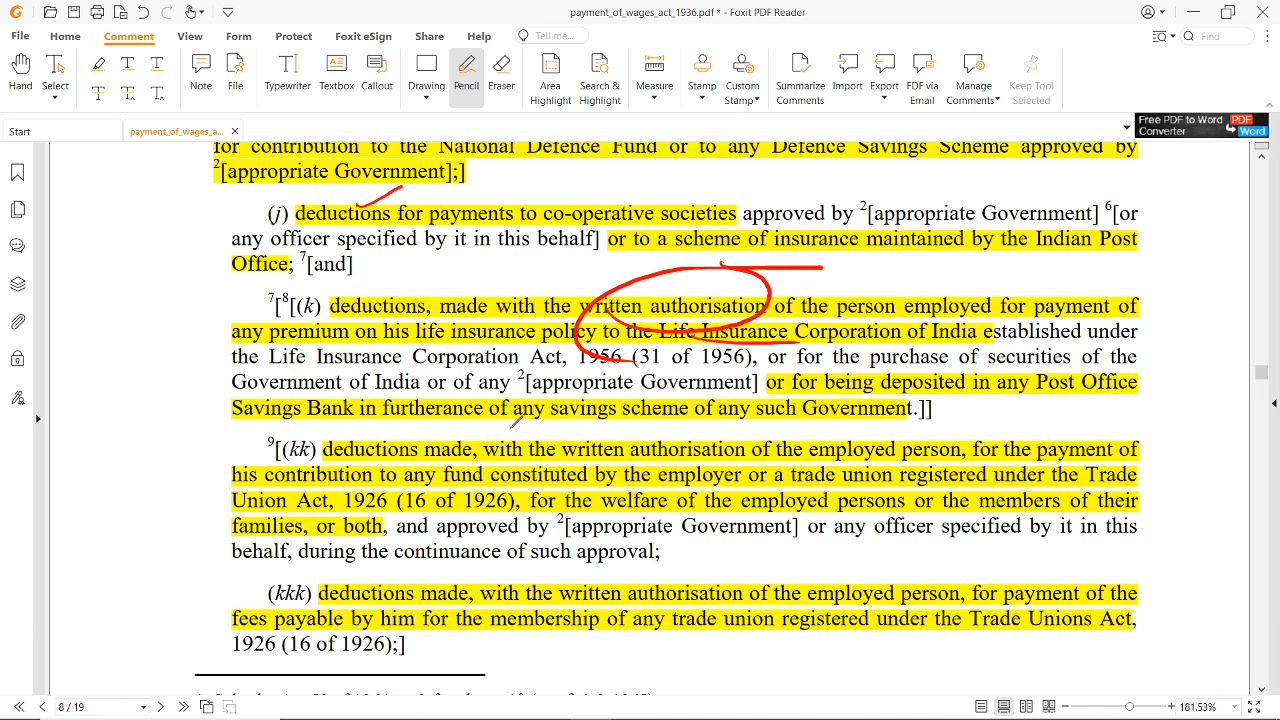 payment_of_wages_act_1936.pdf * - Foxit PDF Reader
File Home Comment View Form Protect Foxit eSign Share Help Tell me... Find
Hand Select Note File Typewriter Textbox Callout Drawing Pencil Eraser Area Highlight Search & Highlight Measure Stamp Custom Stamp Summarize Comments Import Export FDF via Email Manage Comments Keep Tool Selected
Start payment_of_wages_a... Free PDF to Word Converter PDF Word
for contribution to the National Defence Fund or to any Defence Savings Scheme approved by
2[appropriate Government];]
(j) deductions for payments to co-operative societies approved by 2[appropriate Government] 6[or
any officer specified by it in this behalf] or to a scheme of insurance maintained by the Indian Post
Office; 7[and]
7[8[(k) deductions, made with the written authorisation of the person employed for payment of
any premium on his life insurance policy to the Life Insurance Corporation of India established under
the Life Insurance Corporation Act, 1956 (31 of 1956), or for the purchase of securities of the
Government of India or of any 2[appropriate Government] or for being deposited in any Post Office
Savings Bank in furtherance of any savings scheme of any such Government.]]
9[(kk) deductions made, with the written authorisation of the employed person, for the payment of
his contribution to any fund constituted by the employer or a trade union registered under the Trade
Union Act, 1926 (16 of 1926), for the welfare of the employed persons or the members of their
families, or both, and approved by 2[appropriate Government] or any officer specified by it in this
behalf, during the continuance of such approval;
(kkk) deductions made, with the written authorisation of the employed person, for payment of the
fees payable by him for the membership of any trade union registered under the Trade Unions Act,
1926 (16 of 1926);]
8 / 19 181.53%